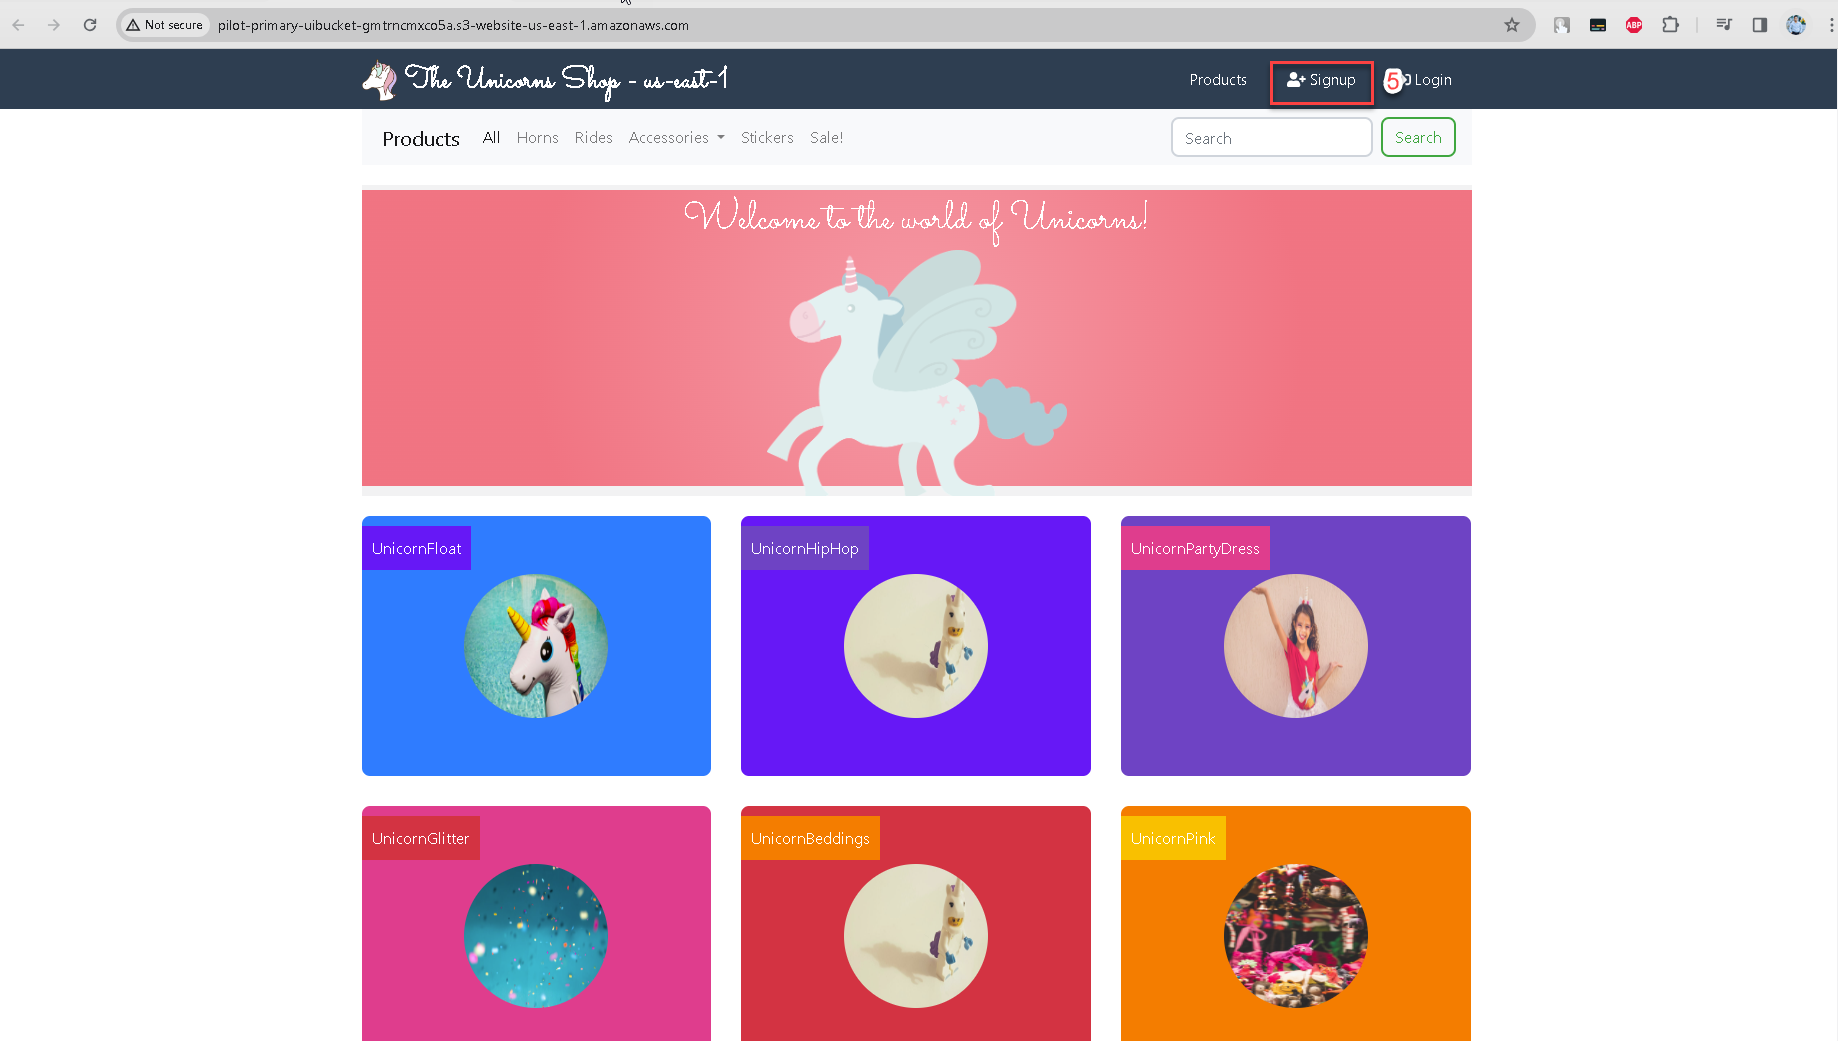 Not secure
pilot-primary-uibucket-gmtrncmxco5a.s3-website-us-east-1.amazonaws.com
ABP
The Unicorns Shop - us-east-1
Products
Signup
5
Login
Products
All
Horns
Rides
Accessories
Stickers
Sale!
Search
Search
Welcome to the world of Unicorns!
UnicornFloat
UnicornHipHop
UnicornPartyDress
UnicornGlitter
UnicornBeddings
UnicornPink